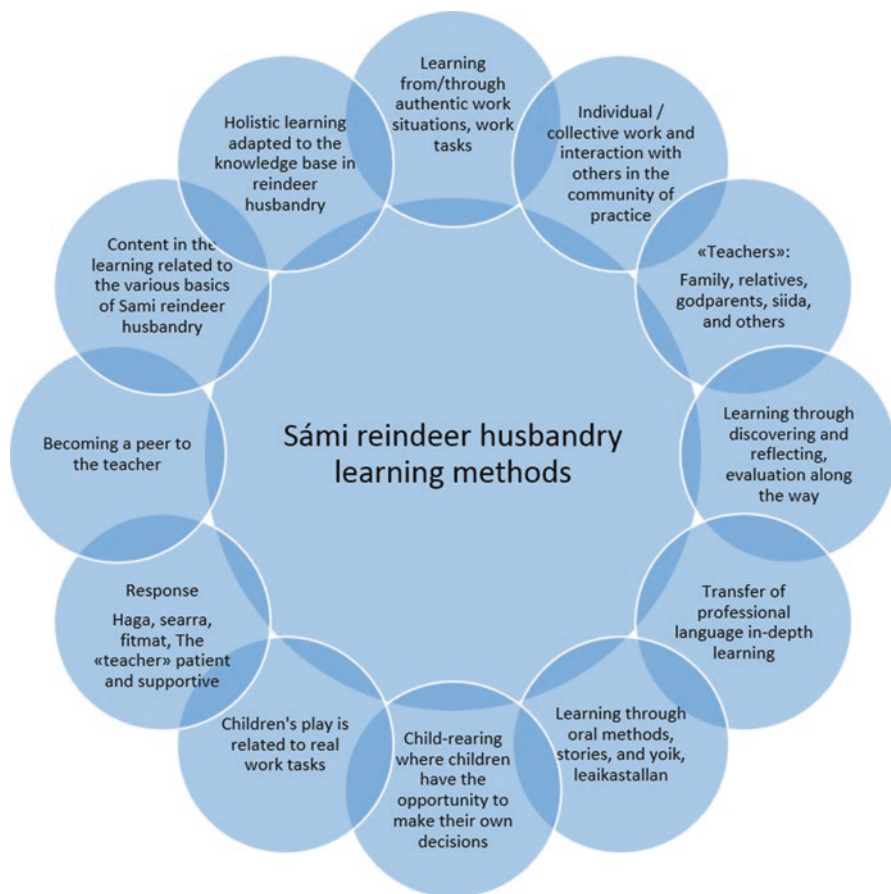 Learning
from/through
authentic work
situations, work
tasks
Individual /
collective work and
interaction with
others in the
community of
practice
«Teachers»:
Family, relatives,
godparents, siida,
and others
Learning through
discovering and
reflecting,
evaluation along
the way
Transfer of
professional
language in-depth
learning
Learning through
oral methods,
stories, and yoik,
leaikastallan
Child-rearing
where children
have the
opportunity to
make their own
decisions
Children's play is
related to real
work tasks
Response
Haga, searra,
fitmat, The
«teacher» patient
and supportive
Becoming a peer to
the teacher
Content in the
learning related to
the various basics
of Sami reindeer
husbandry
Holistic learning
adapted to the
knowledge base in
reindeer
husbandry
Sámi reindeer husbandry
learning methods